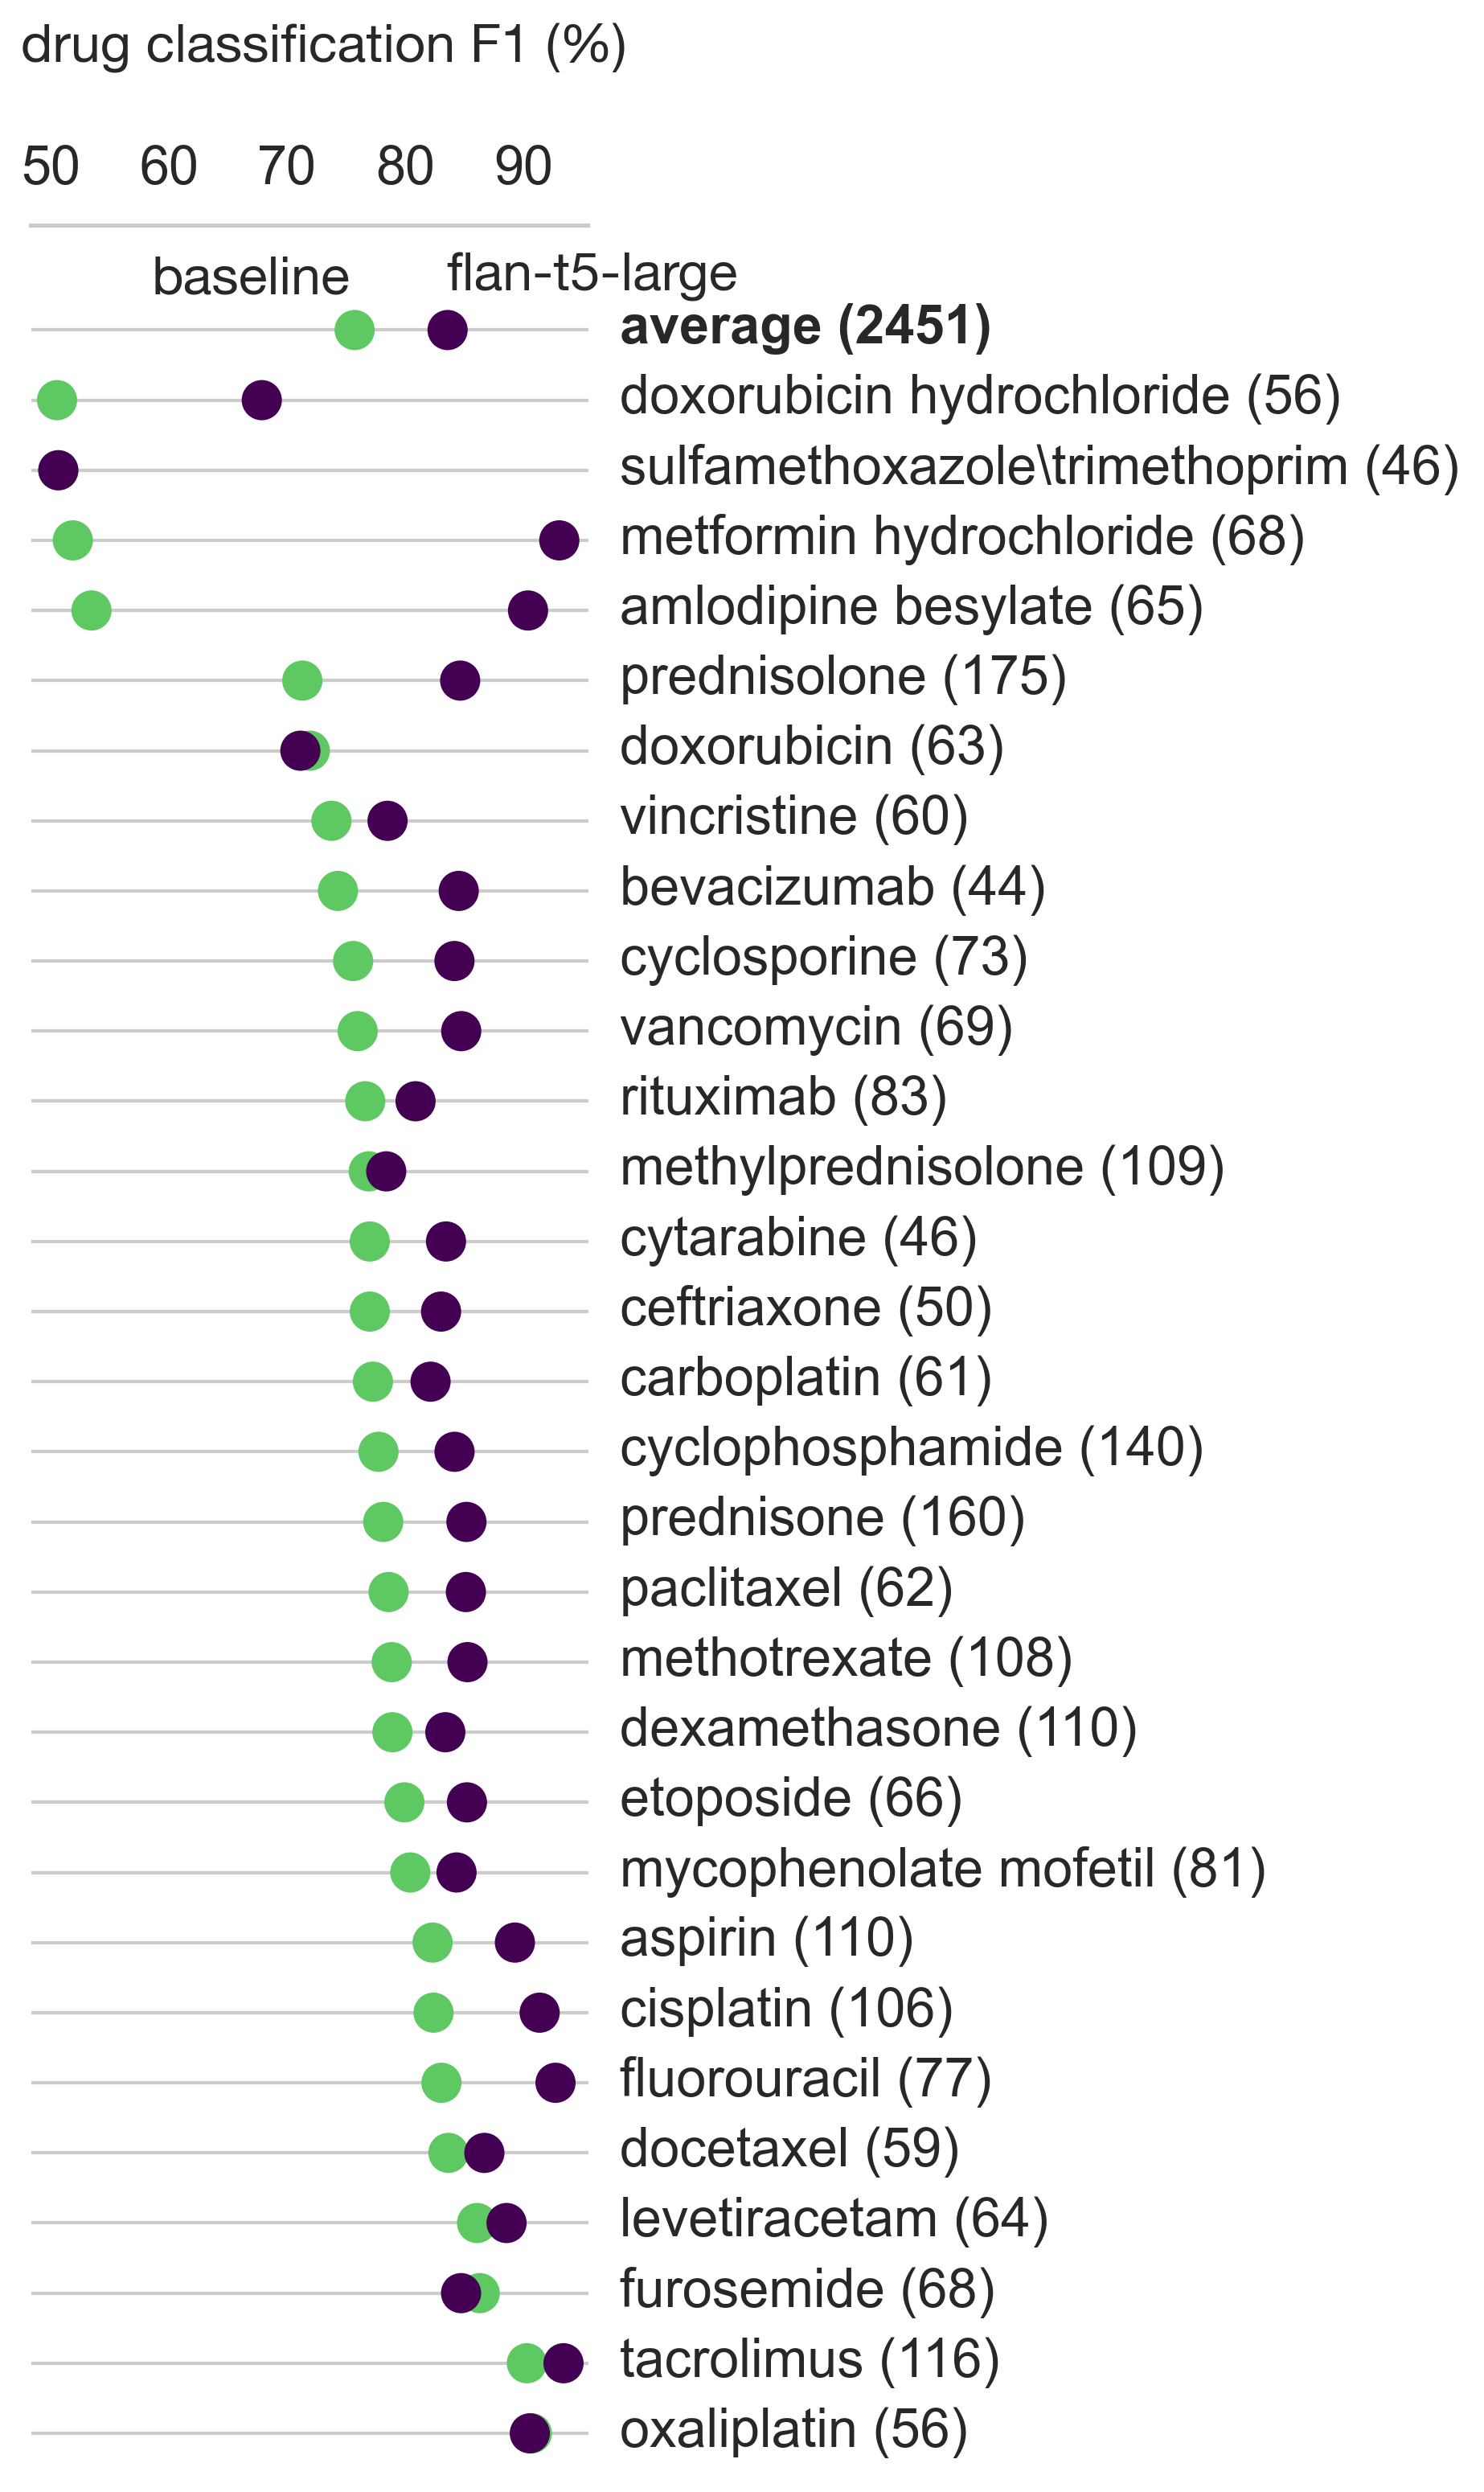 drug classification F1 (%)
50 60 70 80 90
baseline flan-t5-large
average (2451)
doxorubicin hydrochloride (56)
sulfamethoxazole\trimethoprim (46)
metformin hydrochloride (68)
amlodipine besylate (65)
prednisolone (175)
doxorubicin (63)
vincristine (60)
bevacizumab (44)
cyclosporine (73)
vancomycin (69)
rituximab (83)
methylprednisolone (109)
cytarabine (46)
ceftriaxone (50)
carboplatin (61)
cyclophosphamide (140)
prednisone (160)
paclitaxel (62)
methotrexate (108)
dexamethasone (110)
etoposide (66)
mycophenolate mofetil (81)
aspirin (110)
cisplatin (106)
fluorouracil (77)
docetaxel (59)
levetiracetam (64)
furosemide (68)
tacrolimus (116)
oxaliplatin (56)